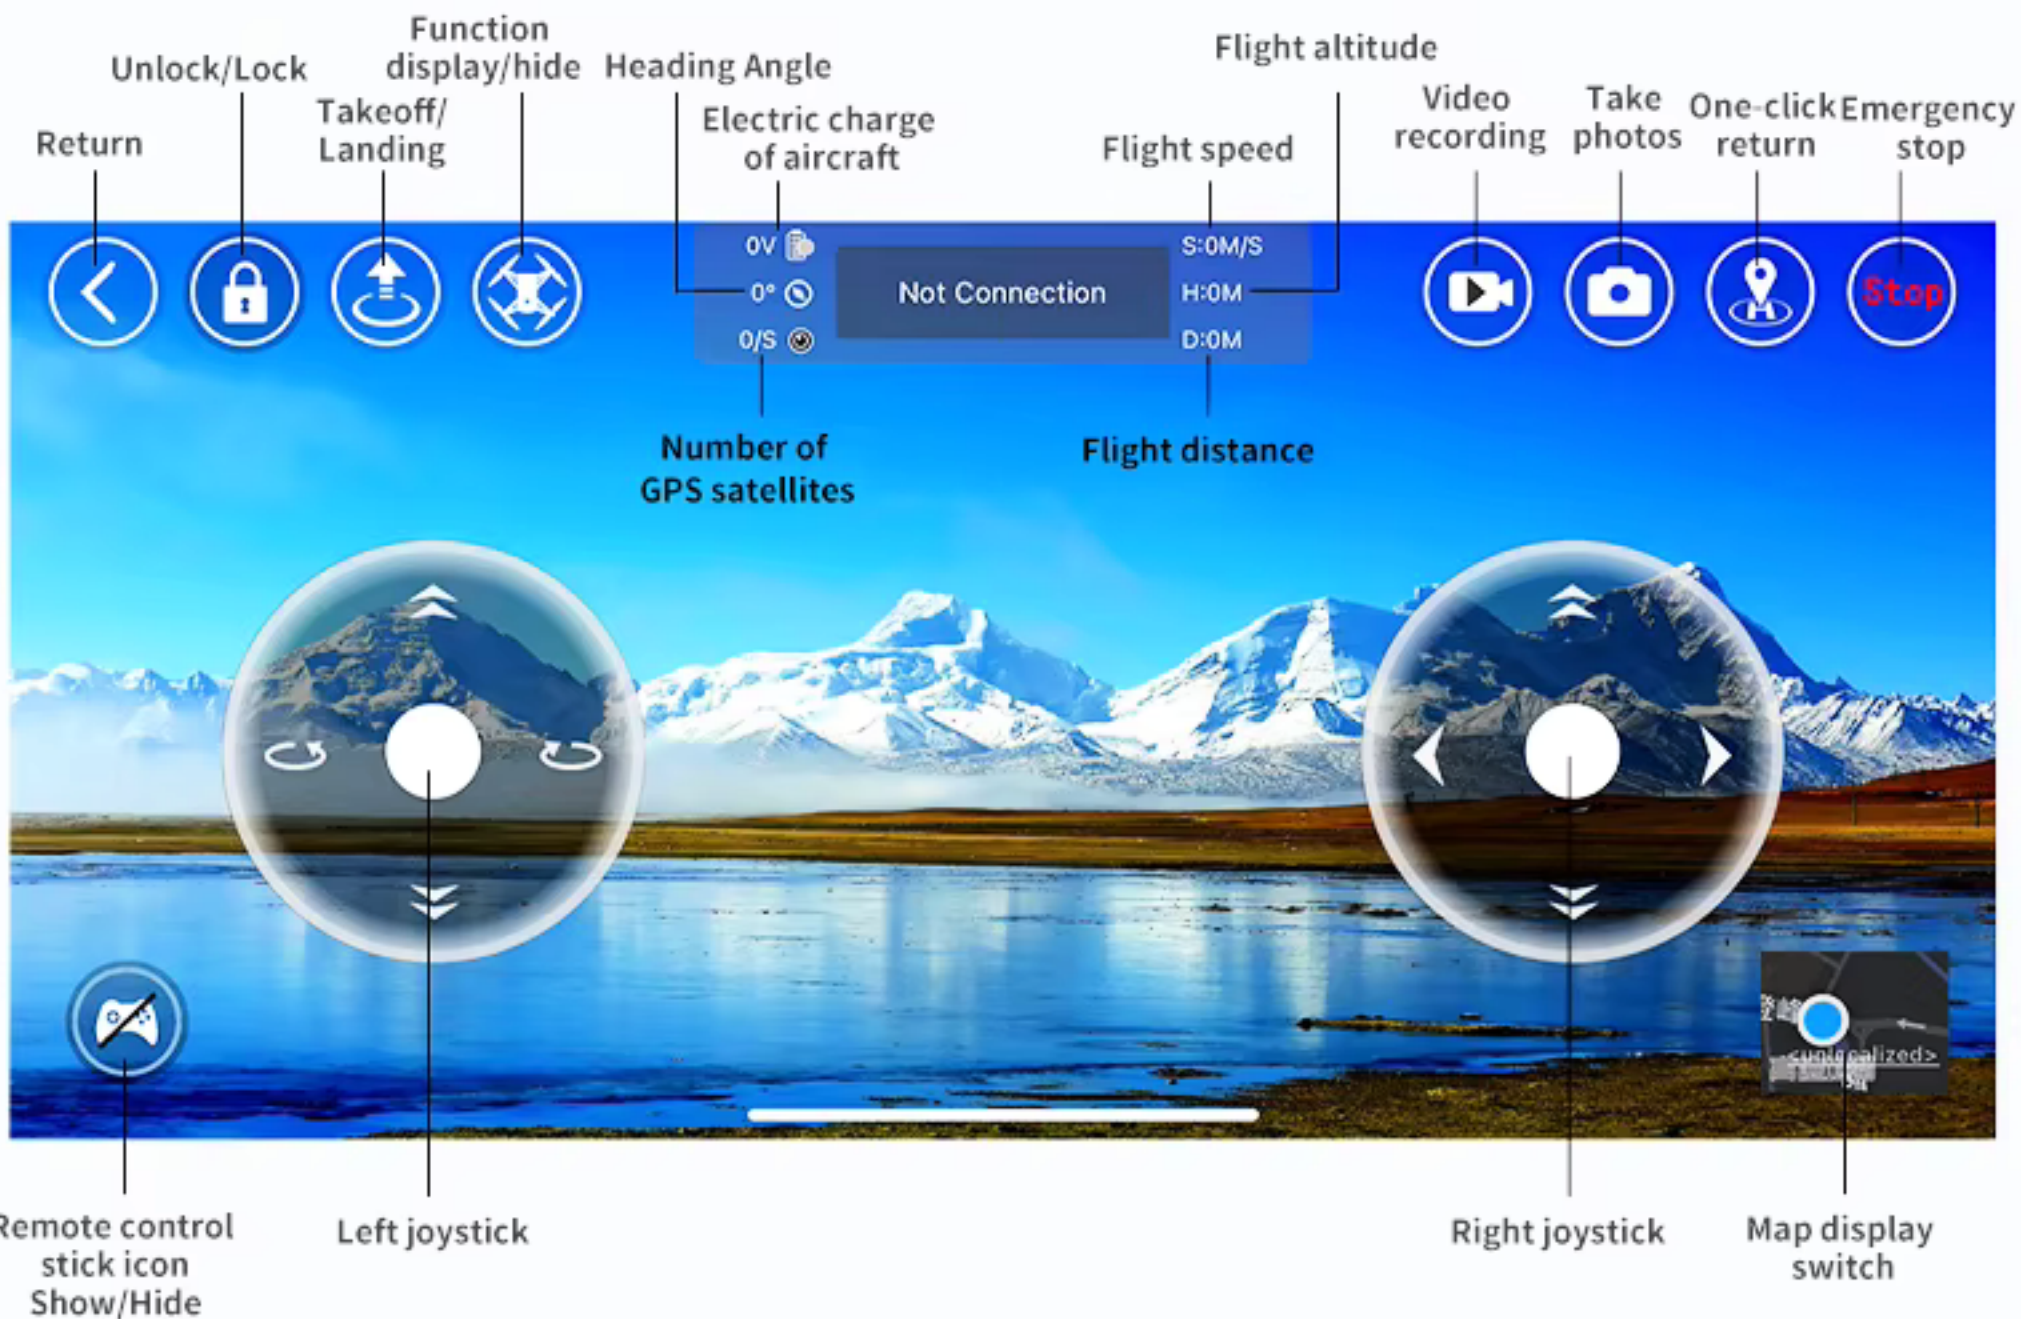 Function
display/hide
Unlock/Lock
Heading Angle
Flight altitude
Takeoff/
Landing
Return
Electric charge
of aircraft
Flight speed
Video
recording
Take
photos
One-click
return
Emergency
stop
0V
S:0M/S
0°
Not Connection
H:0M
Stop
0/S
D:0M
Number of
GPS satellites
Flight distance
<unlocalized>
Remote control
stick icon
Show/Hide
Left joystick
Right joystick
Map display
switch